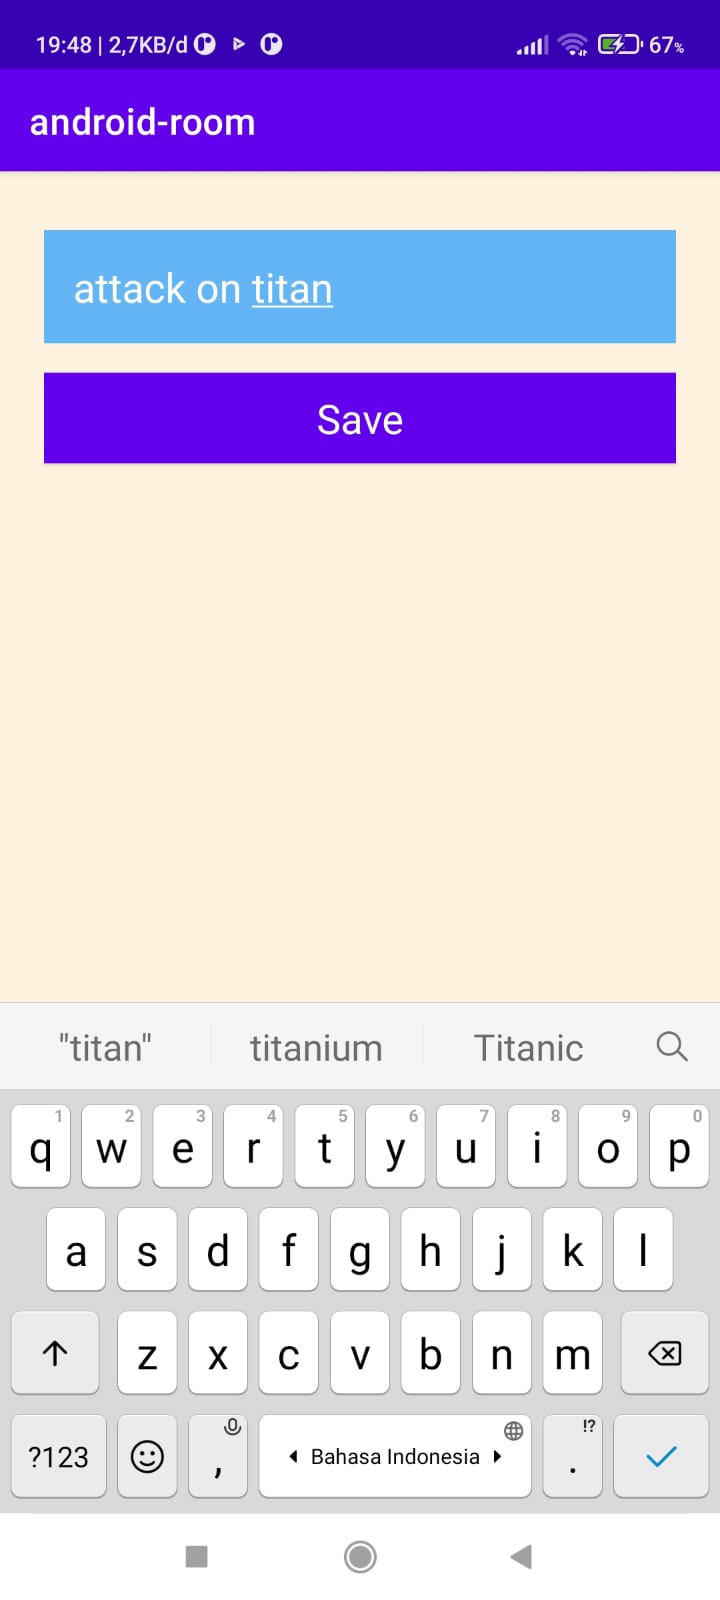 19:48 | 2,7KB/d 67%
android-room
attack on titan
Save
"titan" titanium Titanic
1 2 3 4 5 6 7 8 9 0
q w e r t y u i o p
a s d f g h j k l
z x c v b n m
!?
?123 , Bahasa Indonesia .